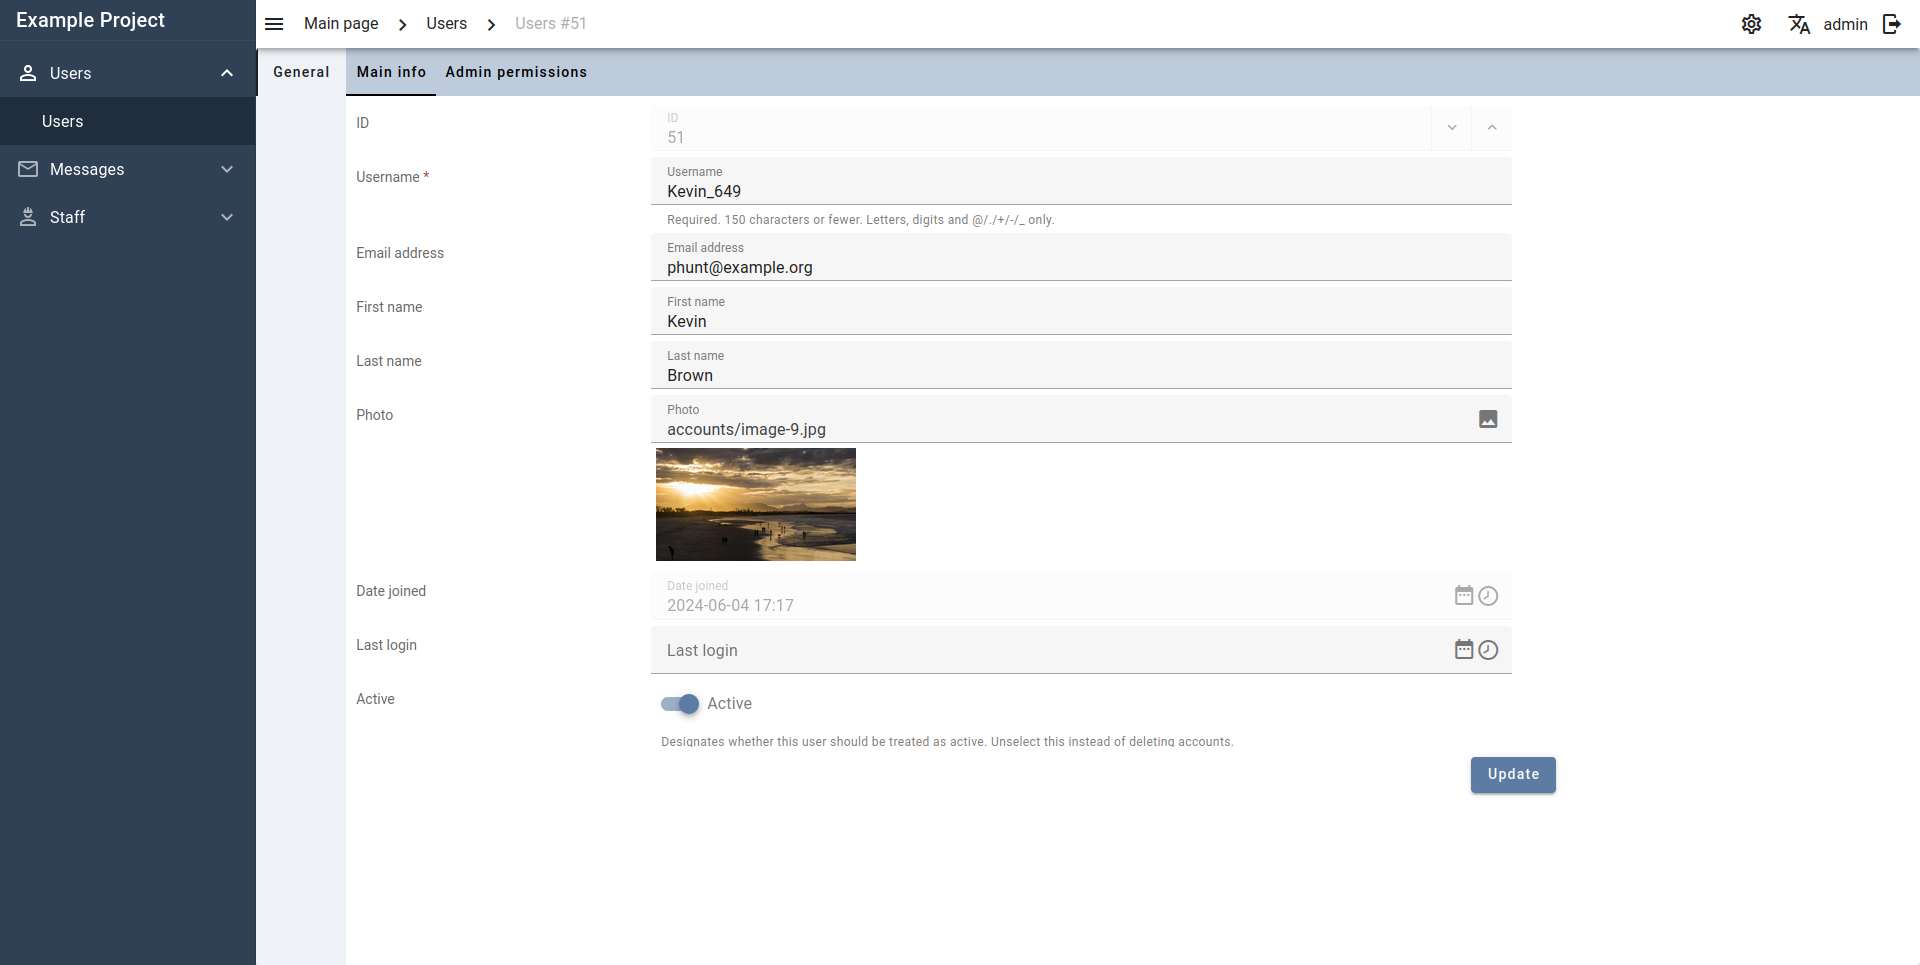 Example Project
Main page
Users
Users #51
admin
Users
Users
Messages
Staff
General
Main info
Admin permissions
ID
ID
51
Username *
Username
Kevin_649
Required. 150 characters or fewer. Letters, digits and @/./+/-/_ only.
Email address
Email address
phunt@example.org
First name
First name
Kevin
Last name
Last name
Brown
Photo
Photo
accounts/image-9.jpg
Date joined
Date joined
2024-06-04 17:17
Last login
Last login
Active
Active
Designates whether this user should be treated as active. Unselect this instead of deleting accounts.
Update